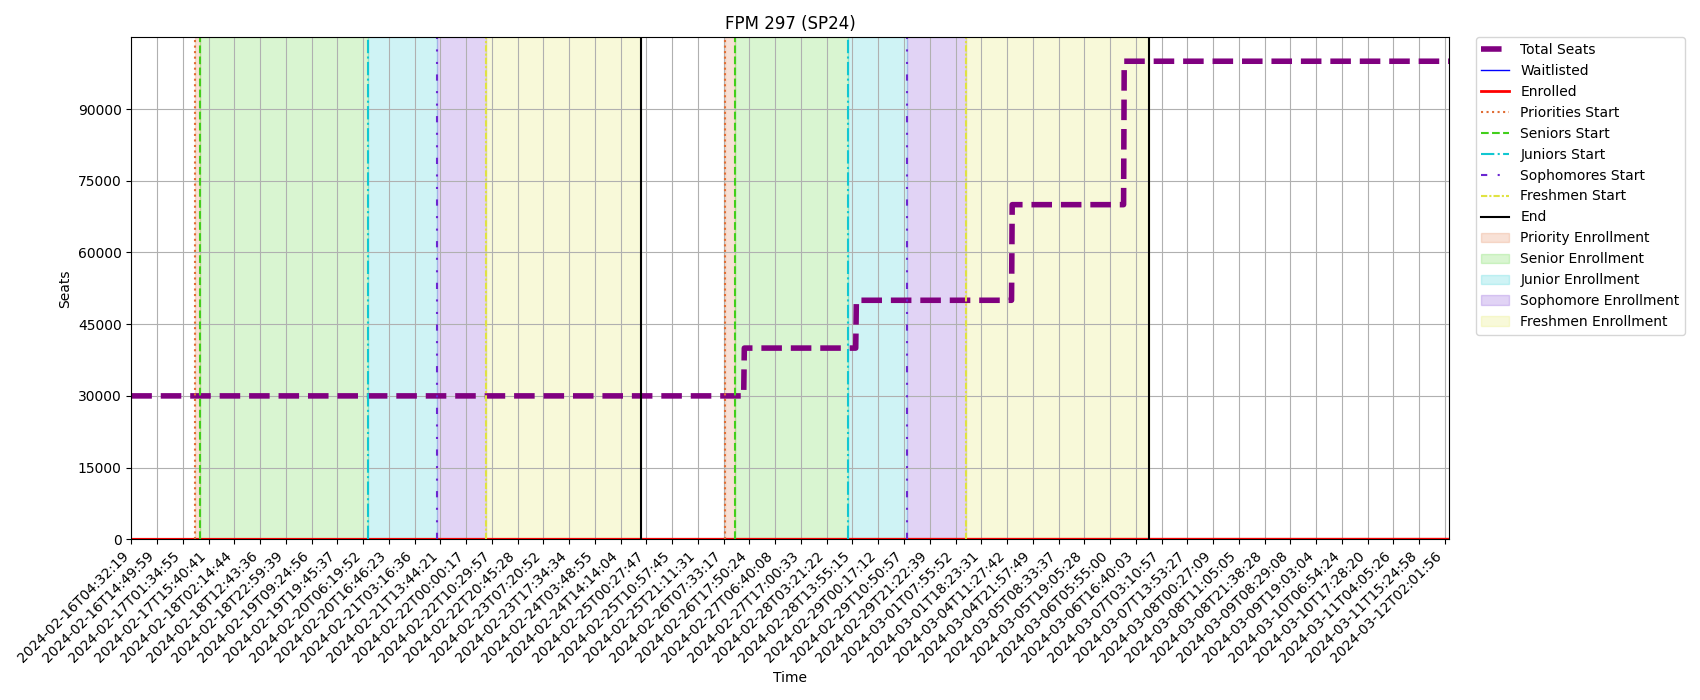 FPM 297 (SP24)
Seats
90000
75000
60000
45000
30000
15000
0
2024-02-16T04:32:19
2024-02-16T14:49:59
2024-02-17T01:34:55
2024-02-17T15:40:41
2024-02-18T02:14:44
2024-02-18T12:43:36
2024-02-18T22:59:39
2024-02-19T09:24:56
2024-02-19T19:45:37
2024-02-20T06:19:52
2024-02-20T16:46:23
2024-02-21T03:16:36
2024-02-21T13:44:21
2024-02-22T00:00:17
2024-02-22T10:29:57
2024-02-22T20:45:28
2024-02-23T07:20:52
2024-02-23T17:34:34
2024-02-24T03:48:55
2024-02-24T14:14:04
2024-02-25T00:27:47
2024-02-25T10:57:45
2024-02-25T21:11:31
2024-02-26T07:33:17
2024-02-26T17:50:24
2024-02-27T06:40:08
2024-02-27T17:00:33
2024-02-28T03:21:22
2024-02-28T13:55:15
2024-02-29T00:17:12
2024-02-29T10:50:57
2024-02-29T21:22:39
2024-03-01T07:55:52
2024-03-01T18:23:31
2024-03-04T11:27:42
2024-03-04T21:57:49
2024-03-05T08:33:37
2024-03-05T19:05:28
2024-03-06T05:55:00
2024-03-06T16:40:03
2024-03-07T03:10:57
2024-03-07T13:53:27
2024-03-08T00:27:09
2024-03-08T11:05:05
2024-03-08T21:38:28
2024-03-09T08:29:08
2024-03-09T19:03:04
2024-03-10T06:54:24
2024-03-10T17:28:20
2024-03-11T04:05:26
2024-03-11T15:24:58
2024-03-12T02:01:56
Time
Total Seats
Waitlisted
Enrolled
Priorities Start
Seniors Start
Juniors Start
Sophomores Start
Freshmen Start
End
Priority Enrollment
Senior Enrollment
Junior Enrollment
Sophomore Enrollment
Freshmen Enrollment